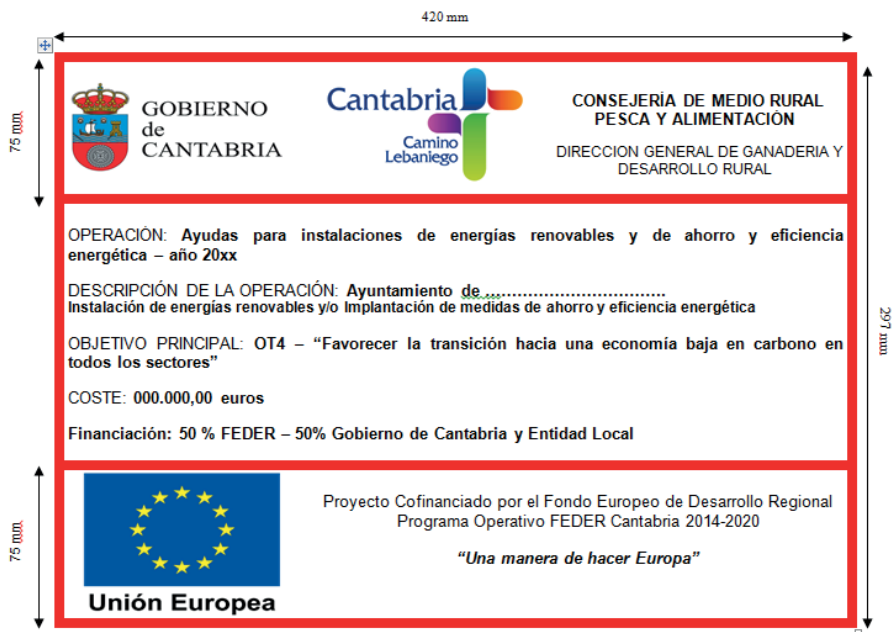 420 mm
75 mm
GOBIERNO
de
CANTABRIA
Cantabria
Camino
Lebaniego
CONSEJERÍA DE MEDIO RURAL
PESCA Y ALIMENTACIÓN
DIRECCION GENERAL DE GANADERIA Y
DESARROLLO RURAL
OPERACIÓN: Ayudas para instalaciones de energías renovables y de ahorro y eficiencia
energética – año 20xx
DESCRIPCIÓN DE LA OPERACIÓN: Ayuntamiento de ……………………………
Instalación de energías renovables y/o Implantación de medidas de ahorro y eficiencia energética
OBJETIVO PRINCIPAL: OT4 – “Favorecer la transición hacia una economía baja en carbono en
todos los sectores”
COSTE: 000.000,00 euros
Financiación: 50 % FEDER – 50% Gobierno de Cantabria y Entidad Local
297 mm
75 mm
Unión Europea
Proyecto Cofinanciado por el Fondo Europeo de Desarrollo Regional
Programa Operativo FEDER Cantabria 2014-2020
“Una manera de hacer Europa”